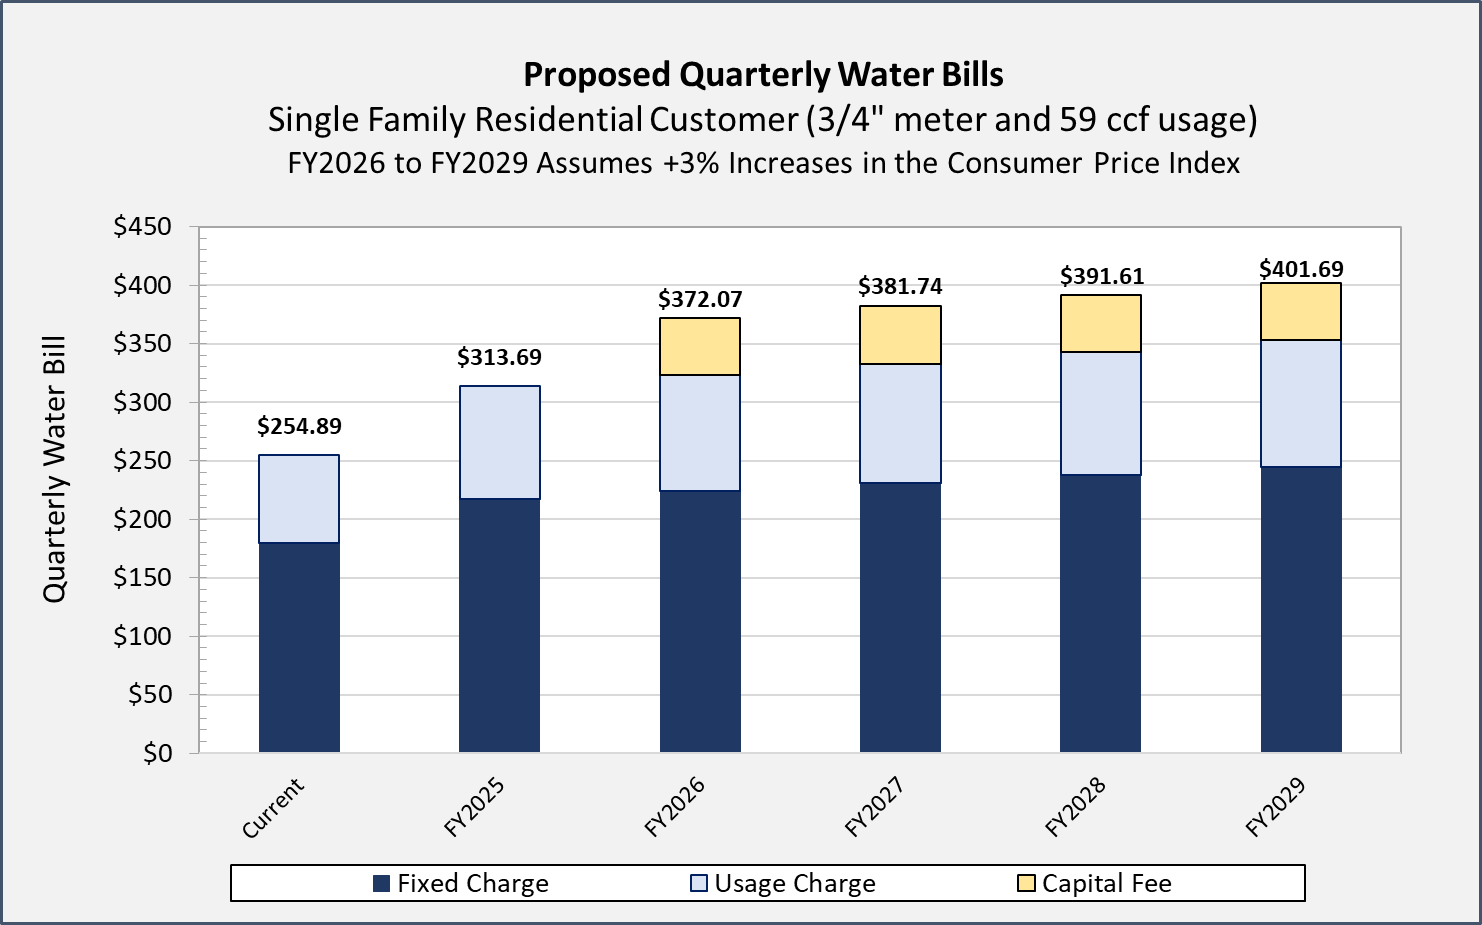 Proposed Quarterly Water Bills
Single Family Residential Customer (3/4" meter and 59 ccf usage)
FY2026 to FY2029 Assumes +3% Increases in the Consumer Price Index
Quarterly Water Bill
$450
$400
$350
$300
$250
$200
$150
$100
$50
$0
$254.89
$313.69
$372.07
$381.74
$391.61
$401.69
Current
FY2025
FY2026
FY2027
FY2028
FY2029
Fixed Charge
Usage Charge
Capital Fee